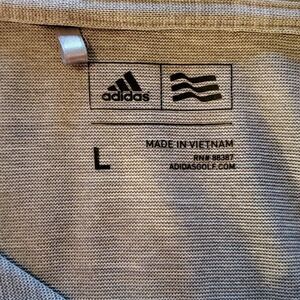 adidas
MADE IN VIETNAM
L
RN# 88387
ADIDASGOLF.COM